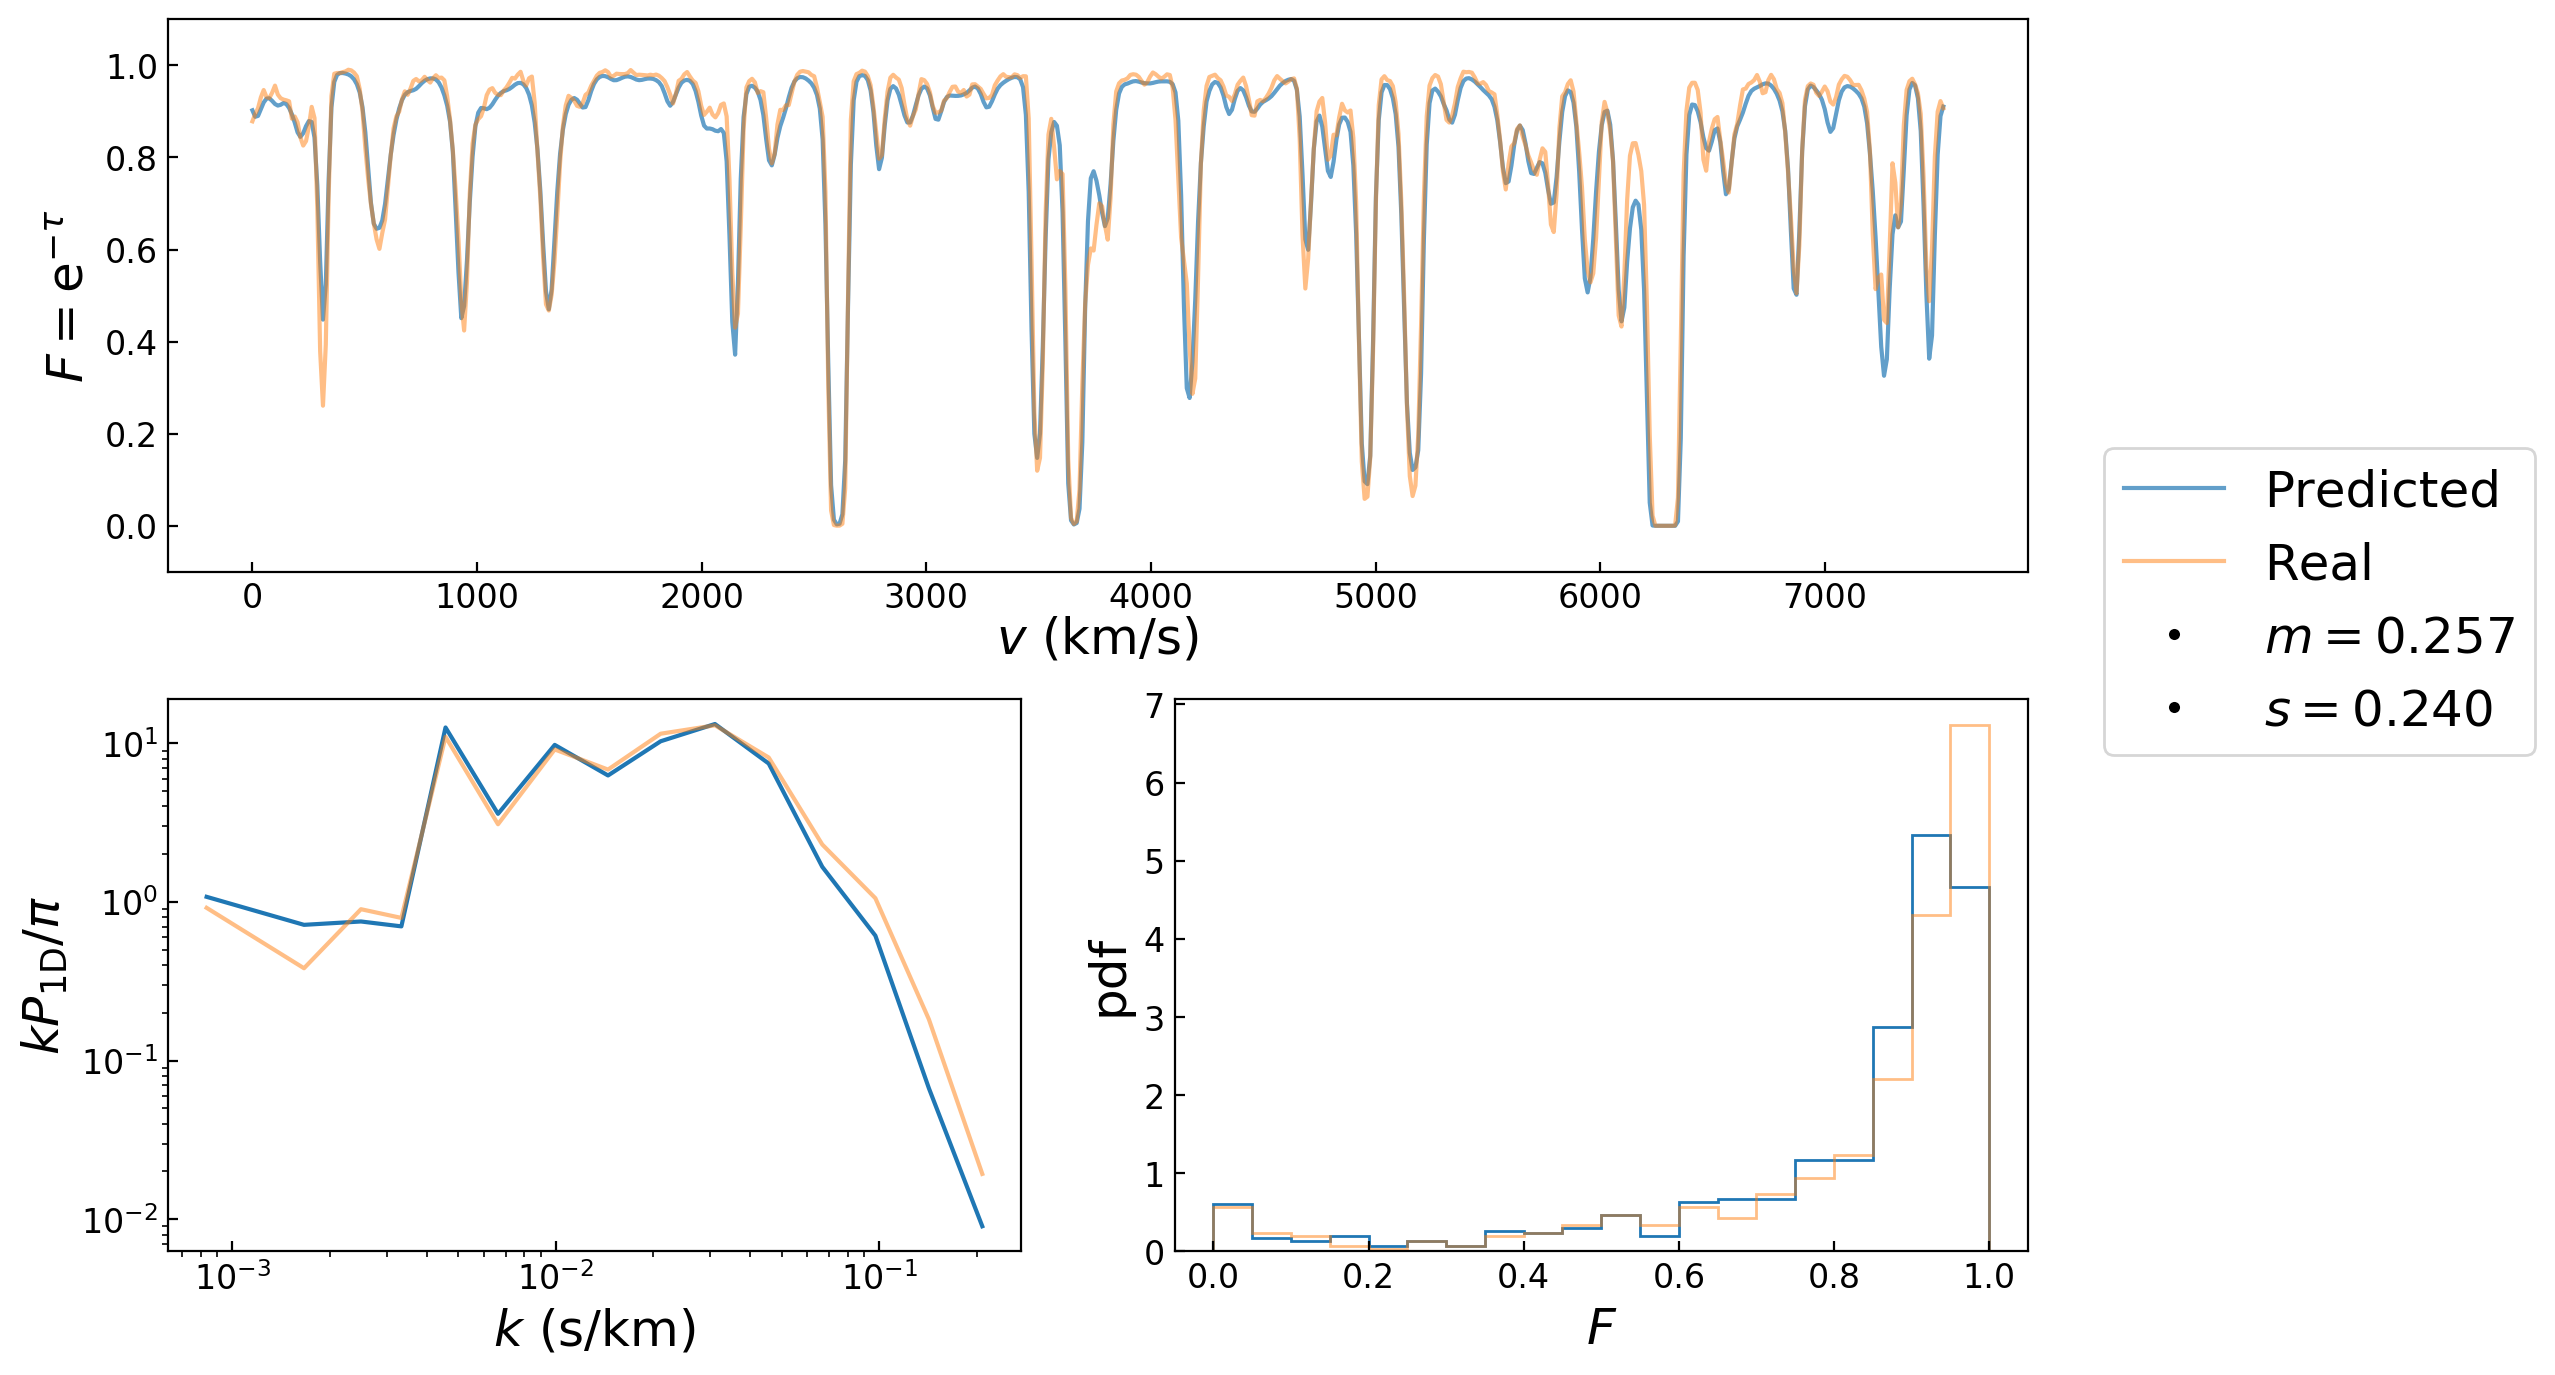 1.0
0.8
0.6
0.4
0.2
0.0
F = e^{−τ}
0 1000 2000 3000 4000 5000 6000 7000
v (km/s)
Predicted
Real
m = 0.257
s = 0.240
10^1
10^0
10^{−1}
10^{−2}
kP_{1D}/π
10^{−3} 10^{−2} 10^{−1}
k (s/km)
7
6
5
4
3
2
1
0
pdf
0.0 0.2 0.4 0.6 0.8 1.0
F